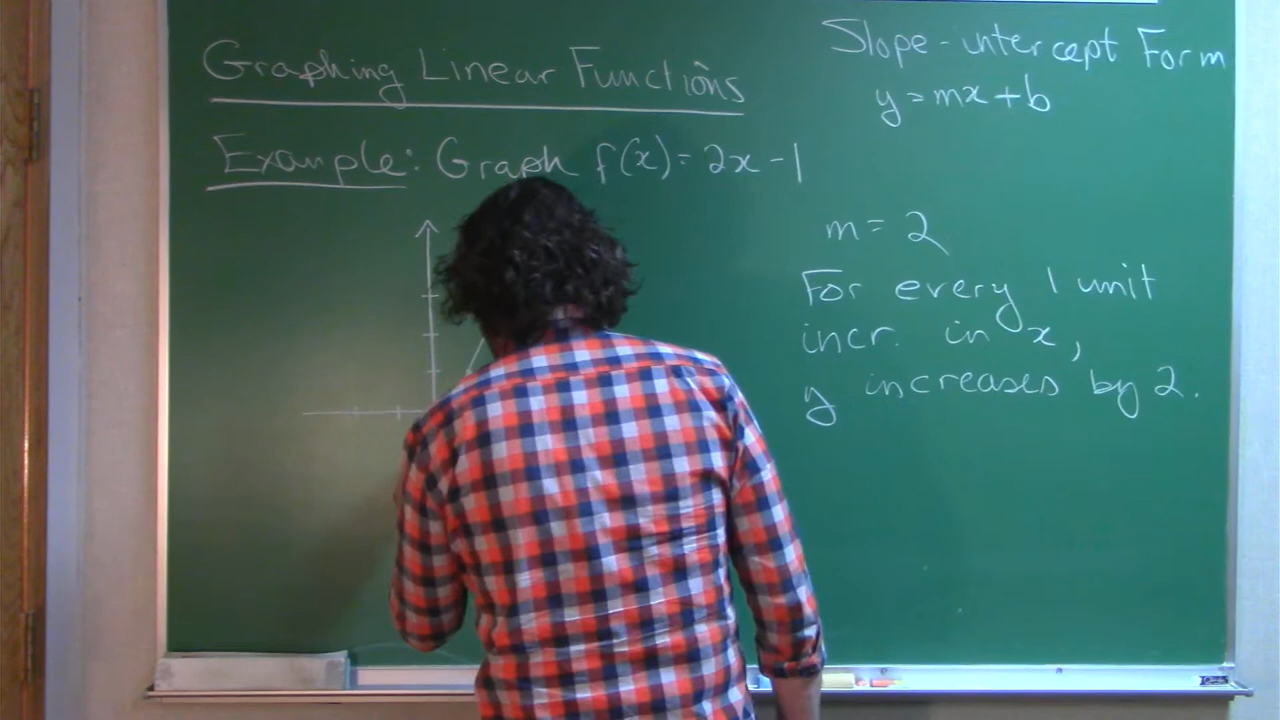 Graphing Linear Functions
Example: Graph f(x) = 2x - 1
Slope-intercept Form
y = mx + b
m = 2
For every 1 unit
incr. in x,
y increases by 2.